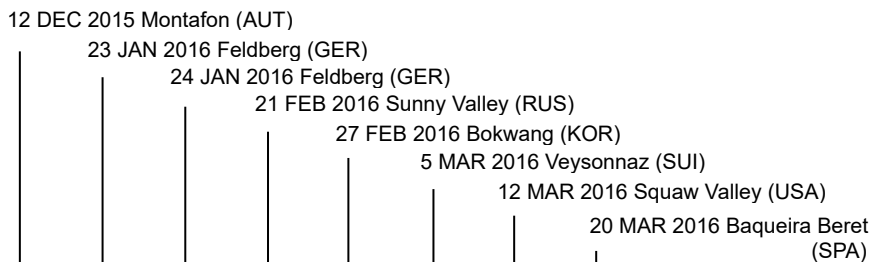 12 DEC 2015 Montafon (AUT)
23 JAN 2016 Feldberg (GER)
24 JAN 2016 Feldberg (GER)
21 FEB 2016 Sunny Valley (RUS)
27 FEB 2016 Bokwang (KOR)
5 MAR 2016 Veysonnaz (SUI)
12 MAR 2016 Squaw Valley (USA)
20 MAR 2016 Baqueira Beret
(SPA)